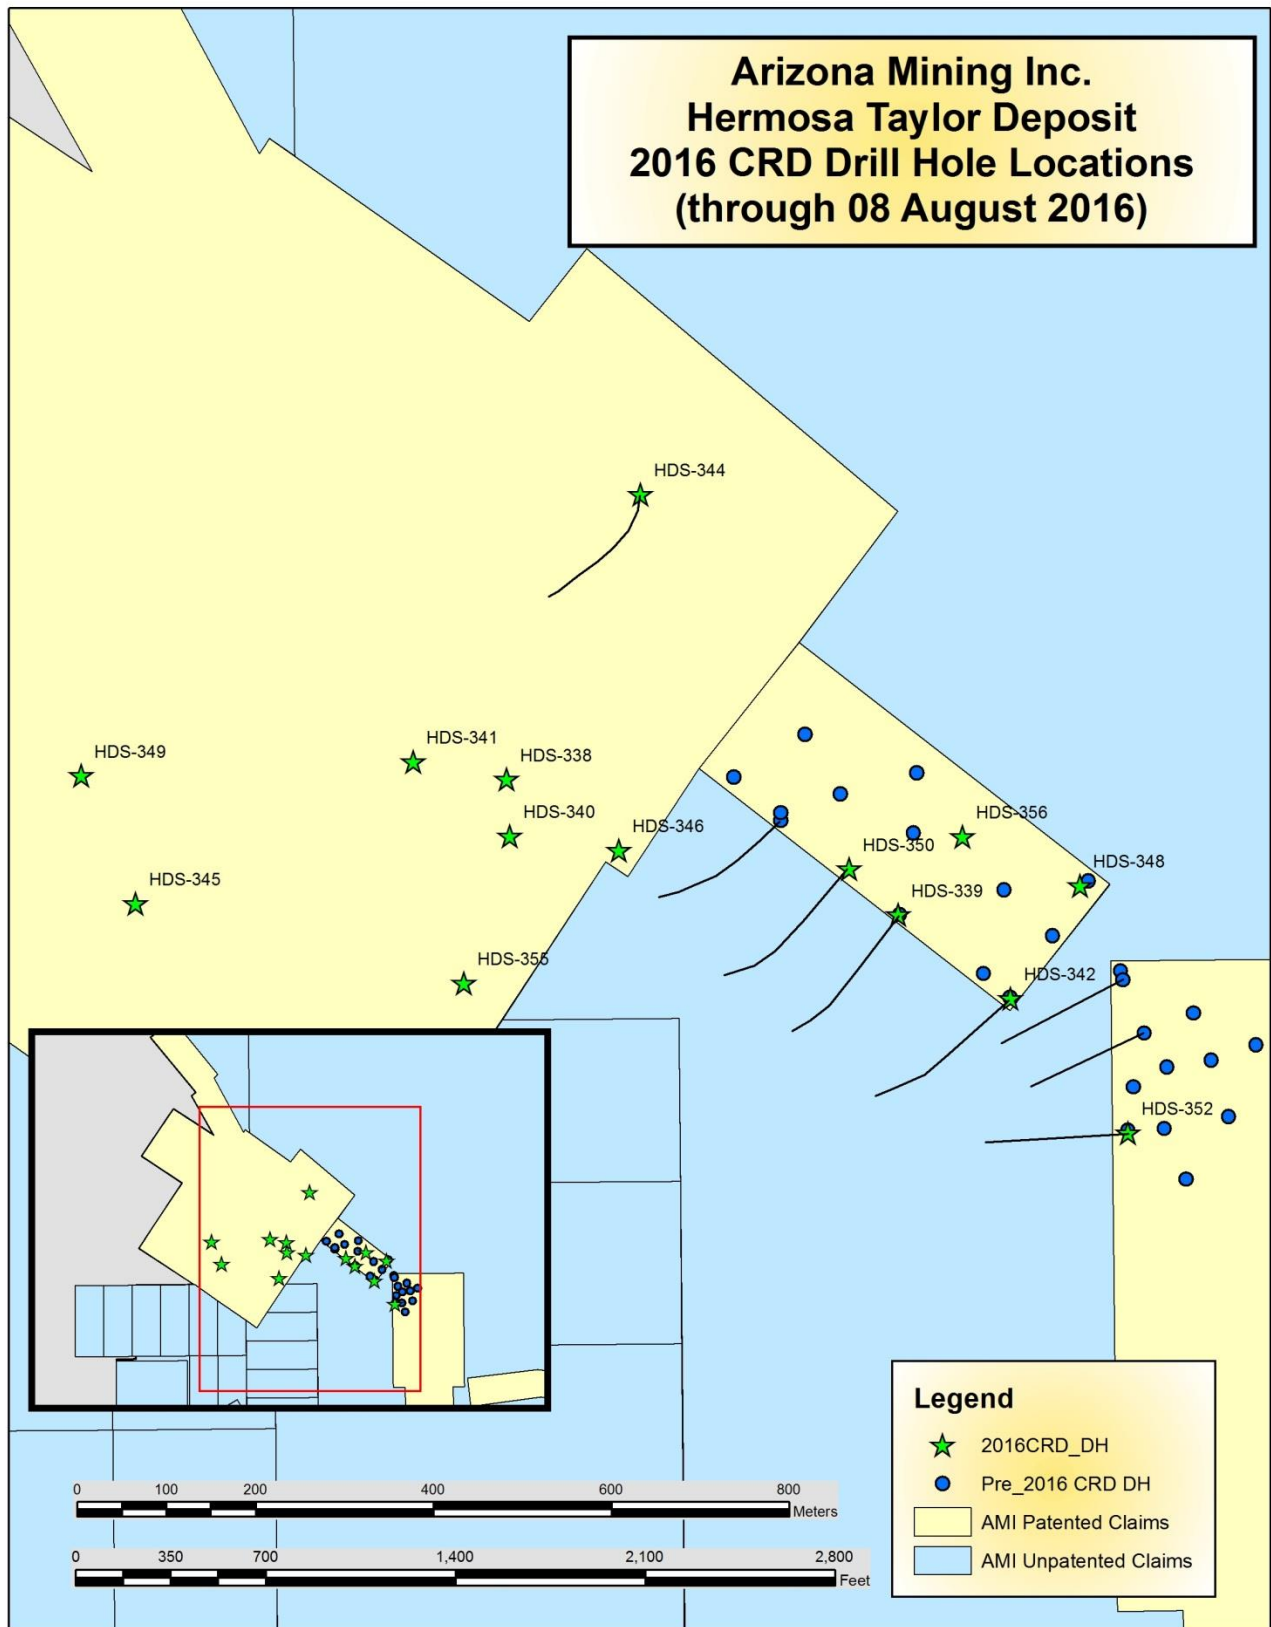 Arizona Mining Inc.
Hermosa Taylor Deposit
2016 CRD Drill Hole Locations
(through 08 August 2016)
HDS-344
HDS-349
HDS-341
HDS-338
HDS-340
HDS-346
HDS-356
HDS-350
HDS-348
HDS-345
HDS-339
HDS-355
HDS-342
HDS-352
Legend
2016CRD_DH
Pre_2016 CRD DH
AMI Patented Claims
AMI Unpatented Claims
0 100 200 400 600 800
Meters
0 350 700 1,400 2,100 2,800
Feet